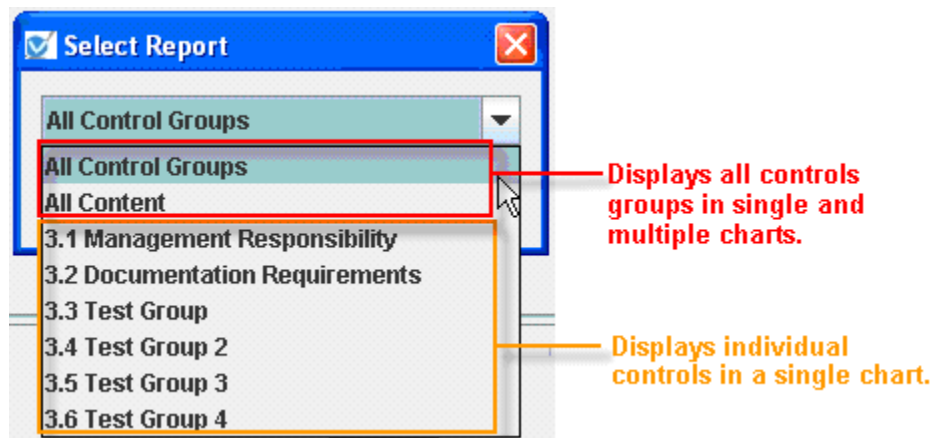 Select Report
All Control Groups
All Control Groups
All Content
3.1 Management Responsibility
3.2 Documentation Requirements
3.3 Test Group
3.4 Test Group 2
3.5 Test Group 3
3.6 Test Group 4
Displays all controls
groups in single and
multiple charts.
Displays individual
controls in a single chart.